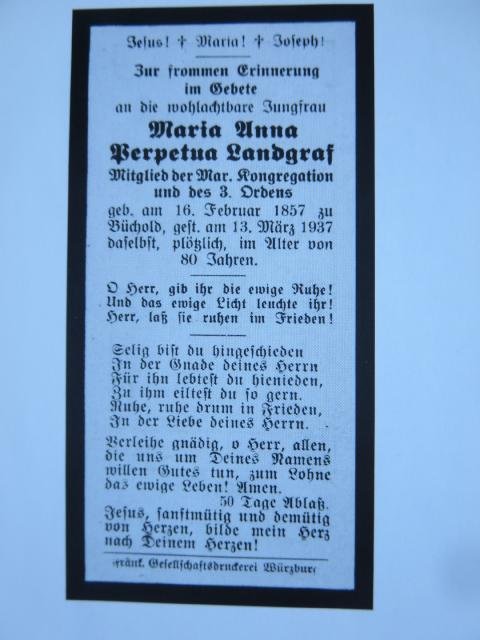 Jesus! † Maria! † Joseph!
Zur frommen Erinnerung
im Gebete
an die wohlachtbare Jungfrau
Maria Anna
Perpetua Landgraf
Mitglied der Mar. Kongregation
und des 3. Ordens
geb. am 16. Februar 1857 zu
Büchold, gest. am 13. März 1937
daselbst, plötzlich, im Alter von
80 Jahren.
O Herr, gib ihr die ewige Ruhe!
Und das ewige Licht leuchte ihr!
Herr, laß sie ruhen im Frieden!
Selig bist du hingeschieden
In der Gnade deines Herrn
Für ihn lebtest du hienieden,
Zu ihm eiltest du so gern.
Ruhe, ruhe drum in Frieden,
In der Liebe deines Herrn.
Verleihe gnädig, o Herr, allen,
die uns um Deines Namens
willen Gutes tun, zum Lohne
das ewige Leben! Amen.
50 Tage Ablaß.
Jesus, sanftmütig und demütig
von Herzen, bilde mein Herz
nach Deinem Herzen!
Fränk. Gesellschaftsdruckerei Würzburg